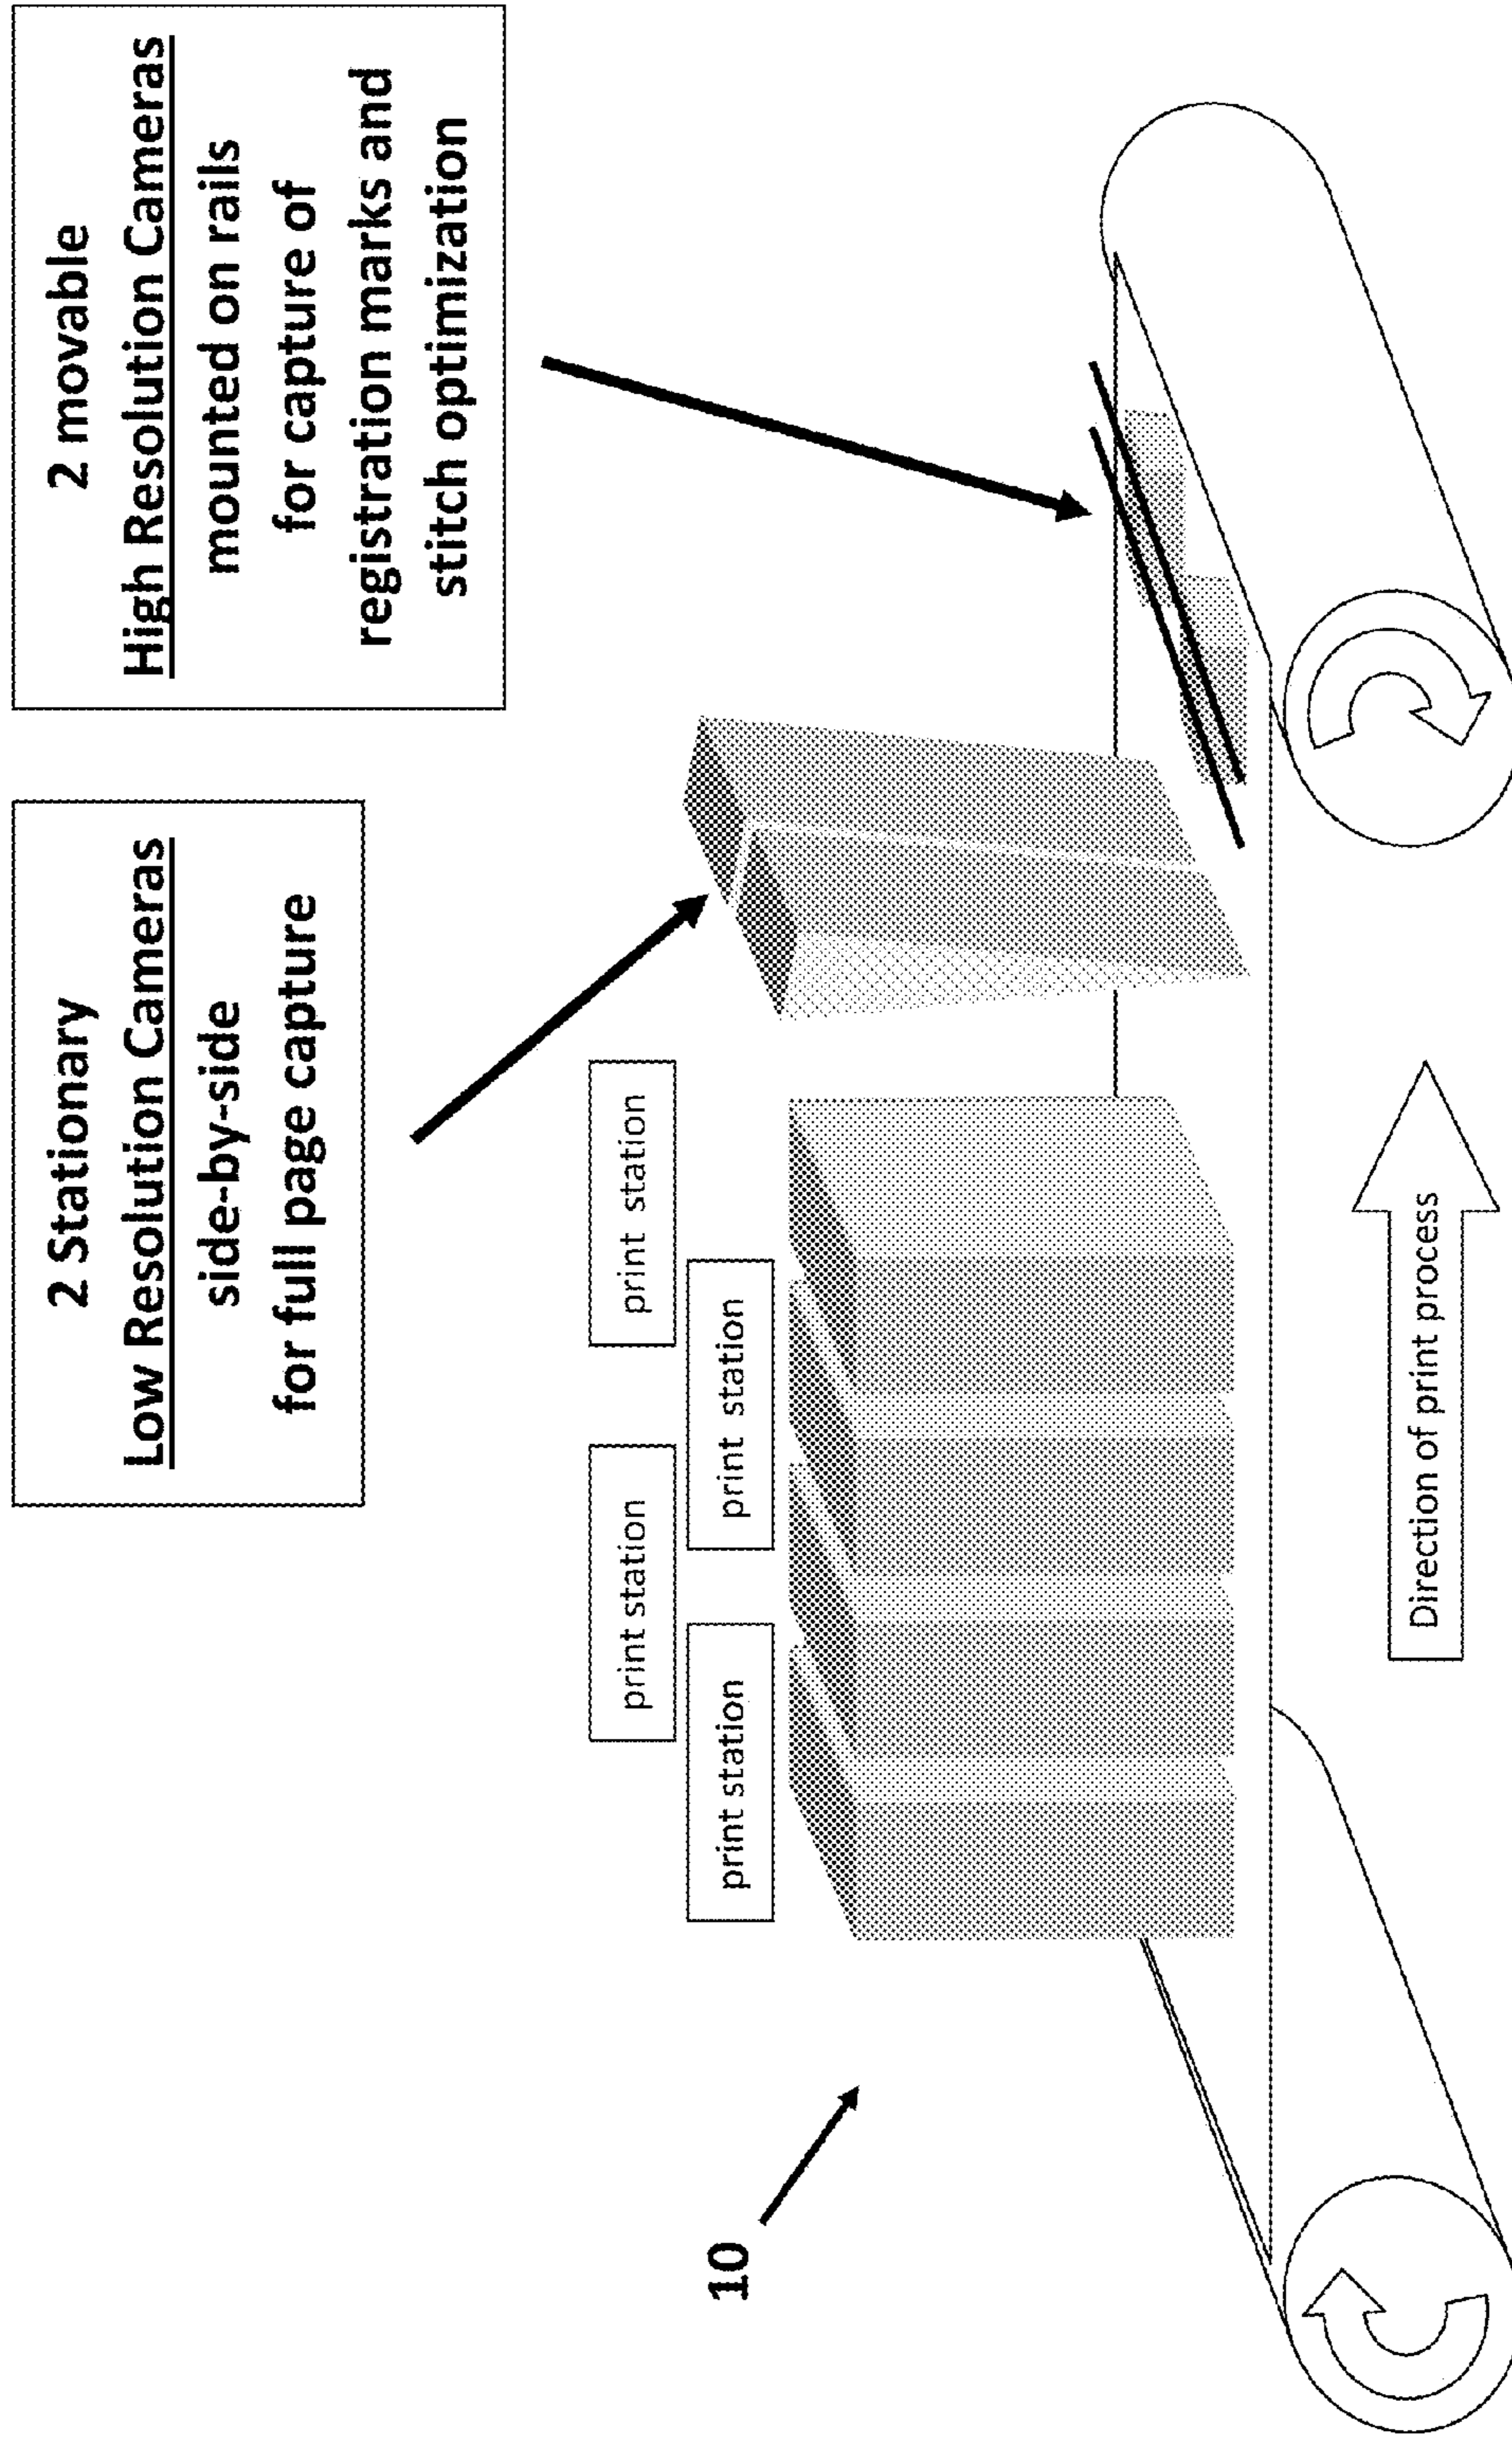 2 Stationary
Low Resolution Cameras
side-by-side
for full page capture
2 movable
High Resolution Cameras
mounted on rails
for capture of
registration marks and
stitch optimization
print station
print station
print station
print station
10
Direction of print process